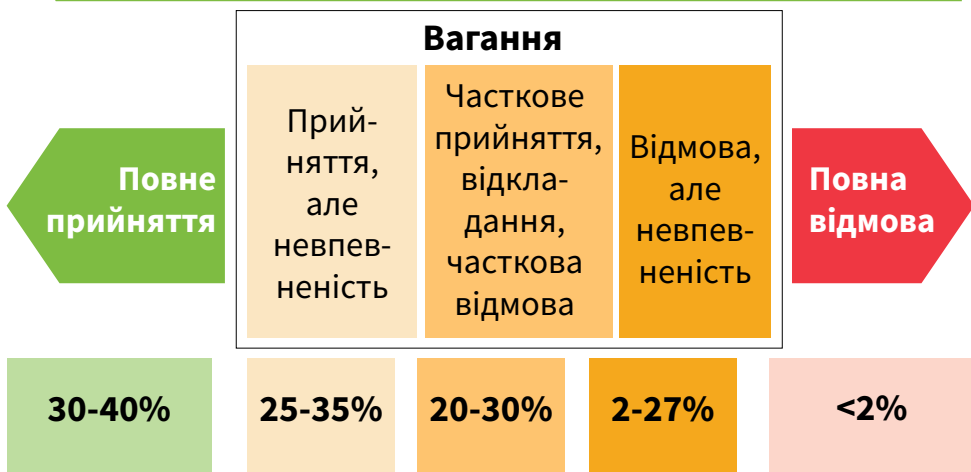 Вагання
Повне
прийняття
Прий-
няття,
але
невпев-
неність
Часткове
прийняття,
відкла-
дання,
часткова
відмова
Відмова,
але
невпев-
неність
Повна
відмова
30-40%
25-35%
20-30%
2-27%
<2%